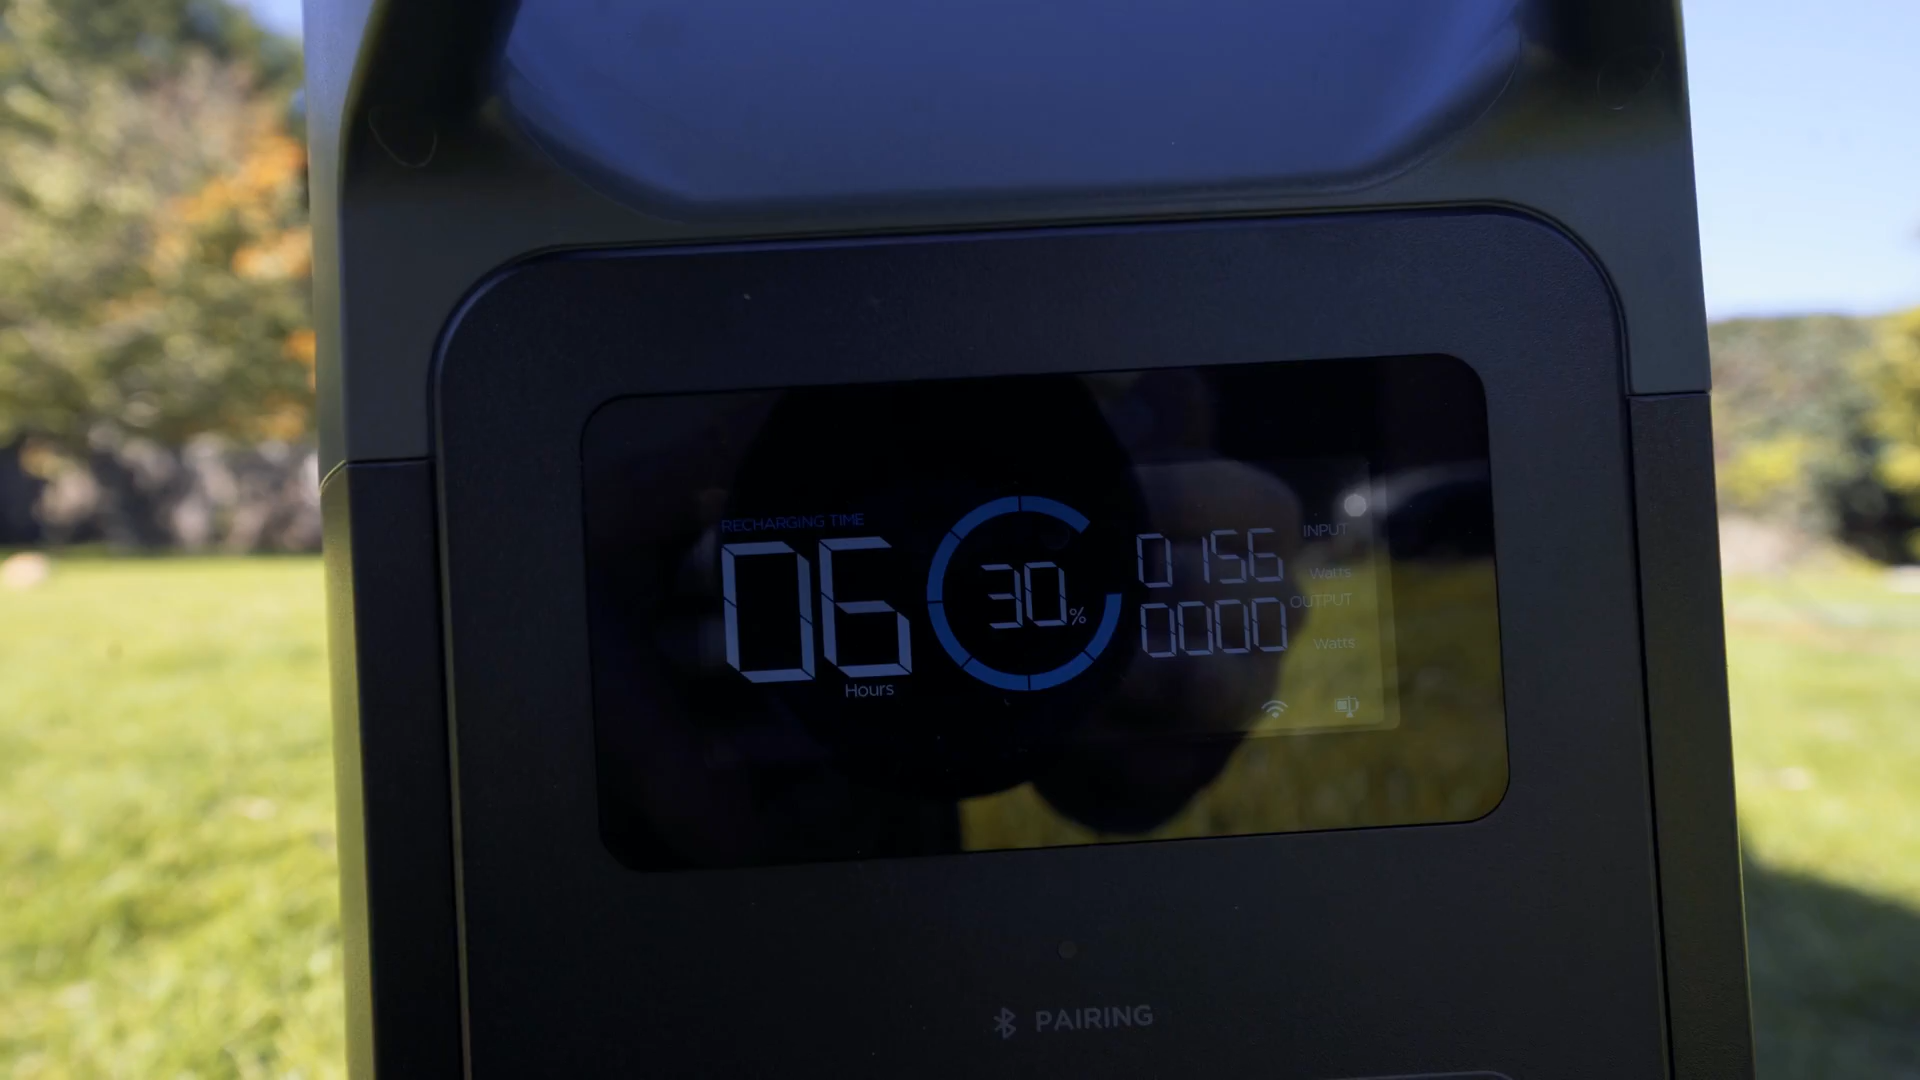 RECHARGING TIME
06
Hours
30%
0156
INPUT
Watts
0000
OUTPUT
Watts
PAIRING